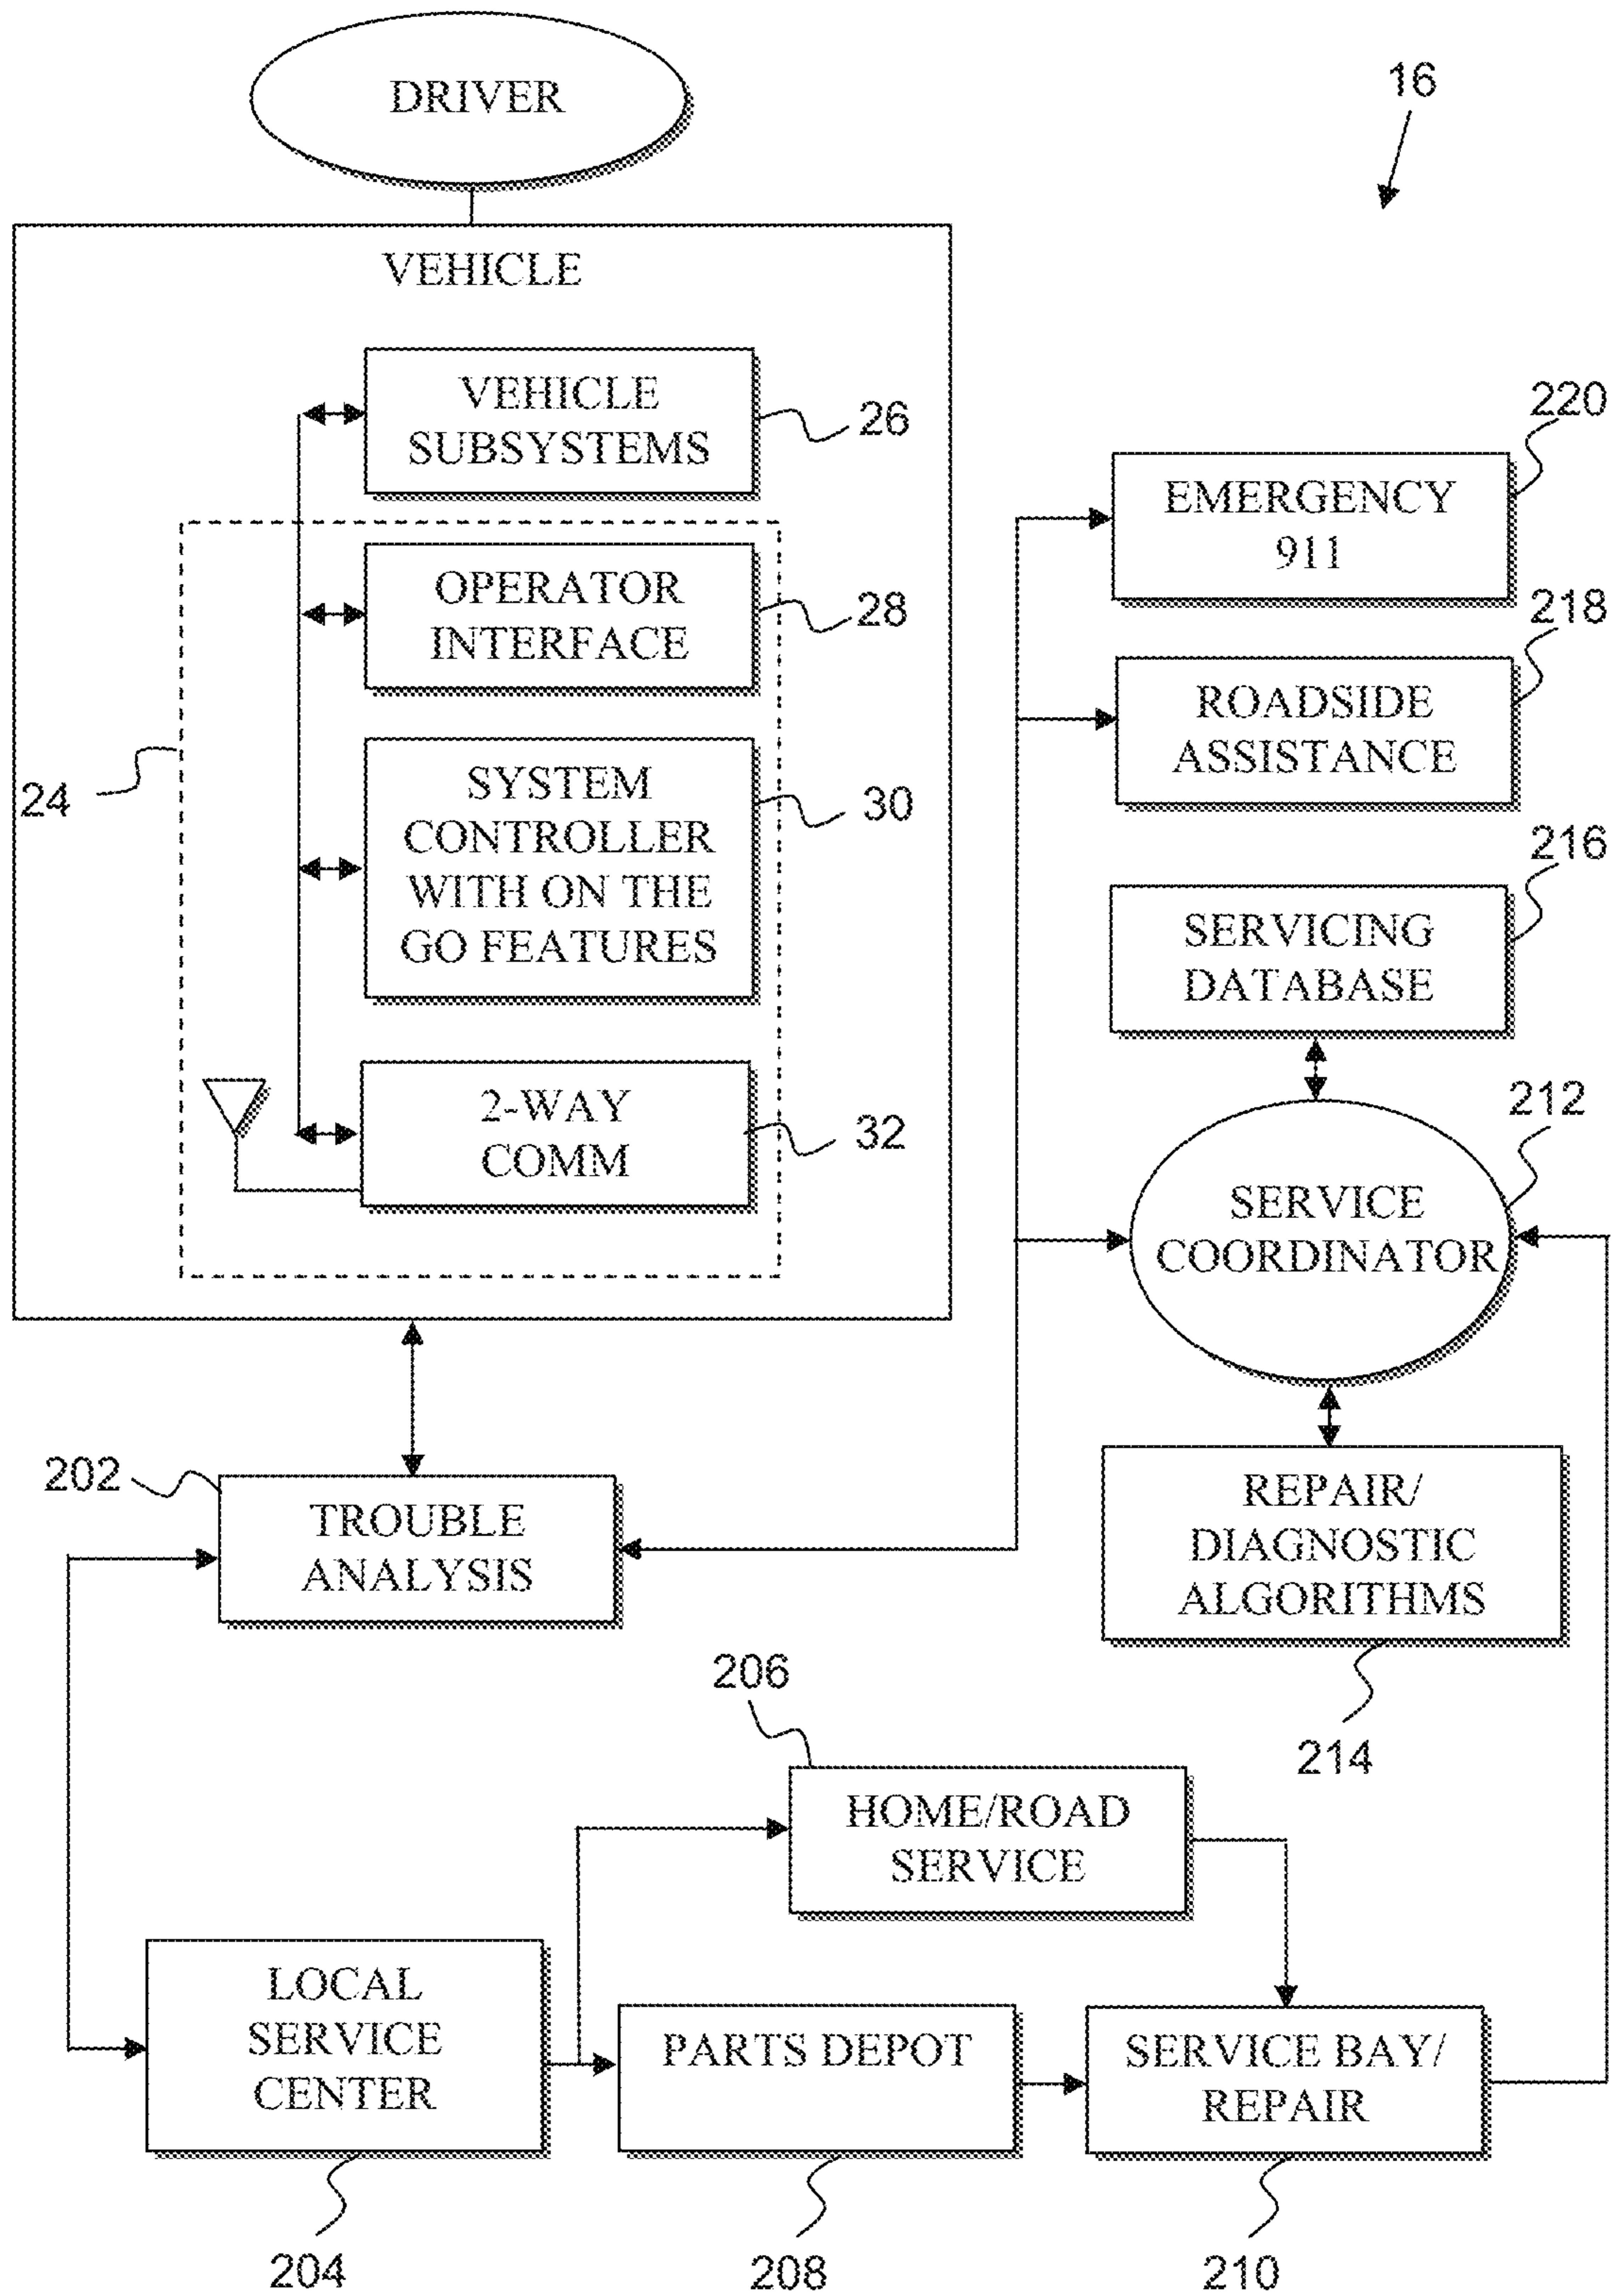 DRIVER
16
VEHICLE
VEHICLE
SUBSYSTEMS
26
OPERATOR
INTERFACE
28
24
SYSTEM
CONTROLLER
WITH ON THE
GO FEATURES
30
2-WAY
COMM
32
220
EMERGENCY
911
218
ROADSIDE
ASSISTANCE
216
SERVICING
DATABASE
212
SERVICE
COORDINATOR
202
TROUBLE
ANALYSIS
REPAIR/
DIAGNOSTIC
ALGORITHMS
214
206
HOME/ROAD
SERVICE
LOCAL
SERVICE
CENTER
204
PARTS DEPOT
208
SERVICE BAY/
REPAIR
210